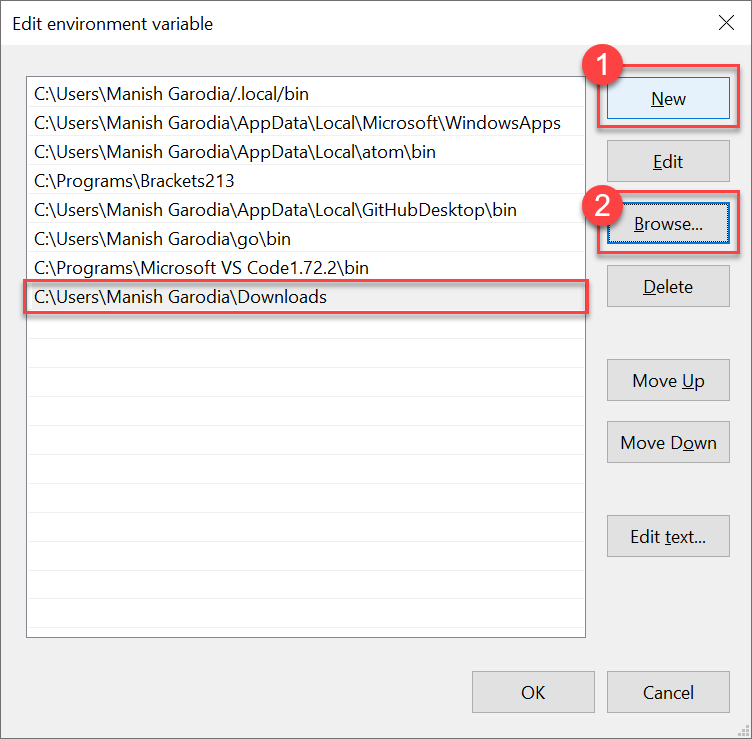 Edit environment variable
1
C:\Users\Manish Garodia/.local/bin
New
C:\Users\Manish Garodia\AppData\Local\Microsoft\WindowsApps
C:\Users\Manish Garodia\AppData\Local\atom\bin
Edit
C:\Programs\Brackets213
2
C:\Users\Manish Garodia\AppData\Local\GitHubDesktop\bin
Browse...
C:\Users\Manish Garodia\go\bin
C:\Programs\Microsoft VS Code1.72.2\bin
Delete
C:\Users\Manish Garodia\Downloads
Move Up
Move Down
Edit text...
OK
Cancel